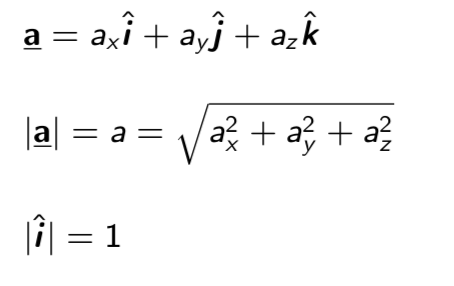 a̲ = aₓî + a_yĵ + a_zk̂
|a̲| = a = √(aₓ² + a_y² + a_z²)
|î| = 1